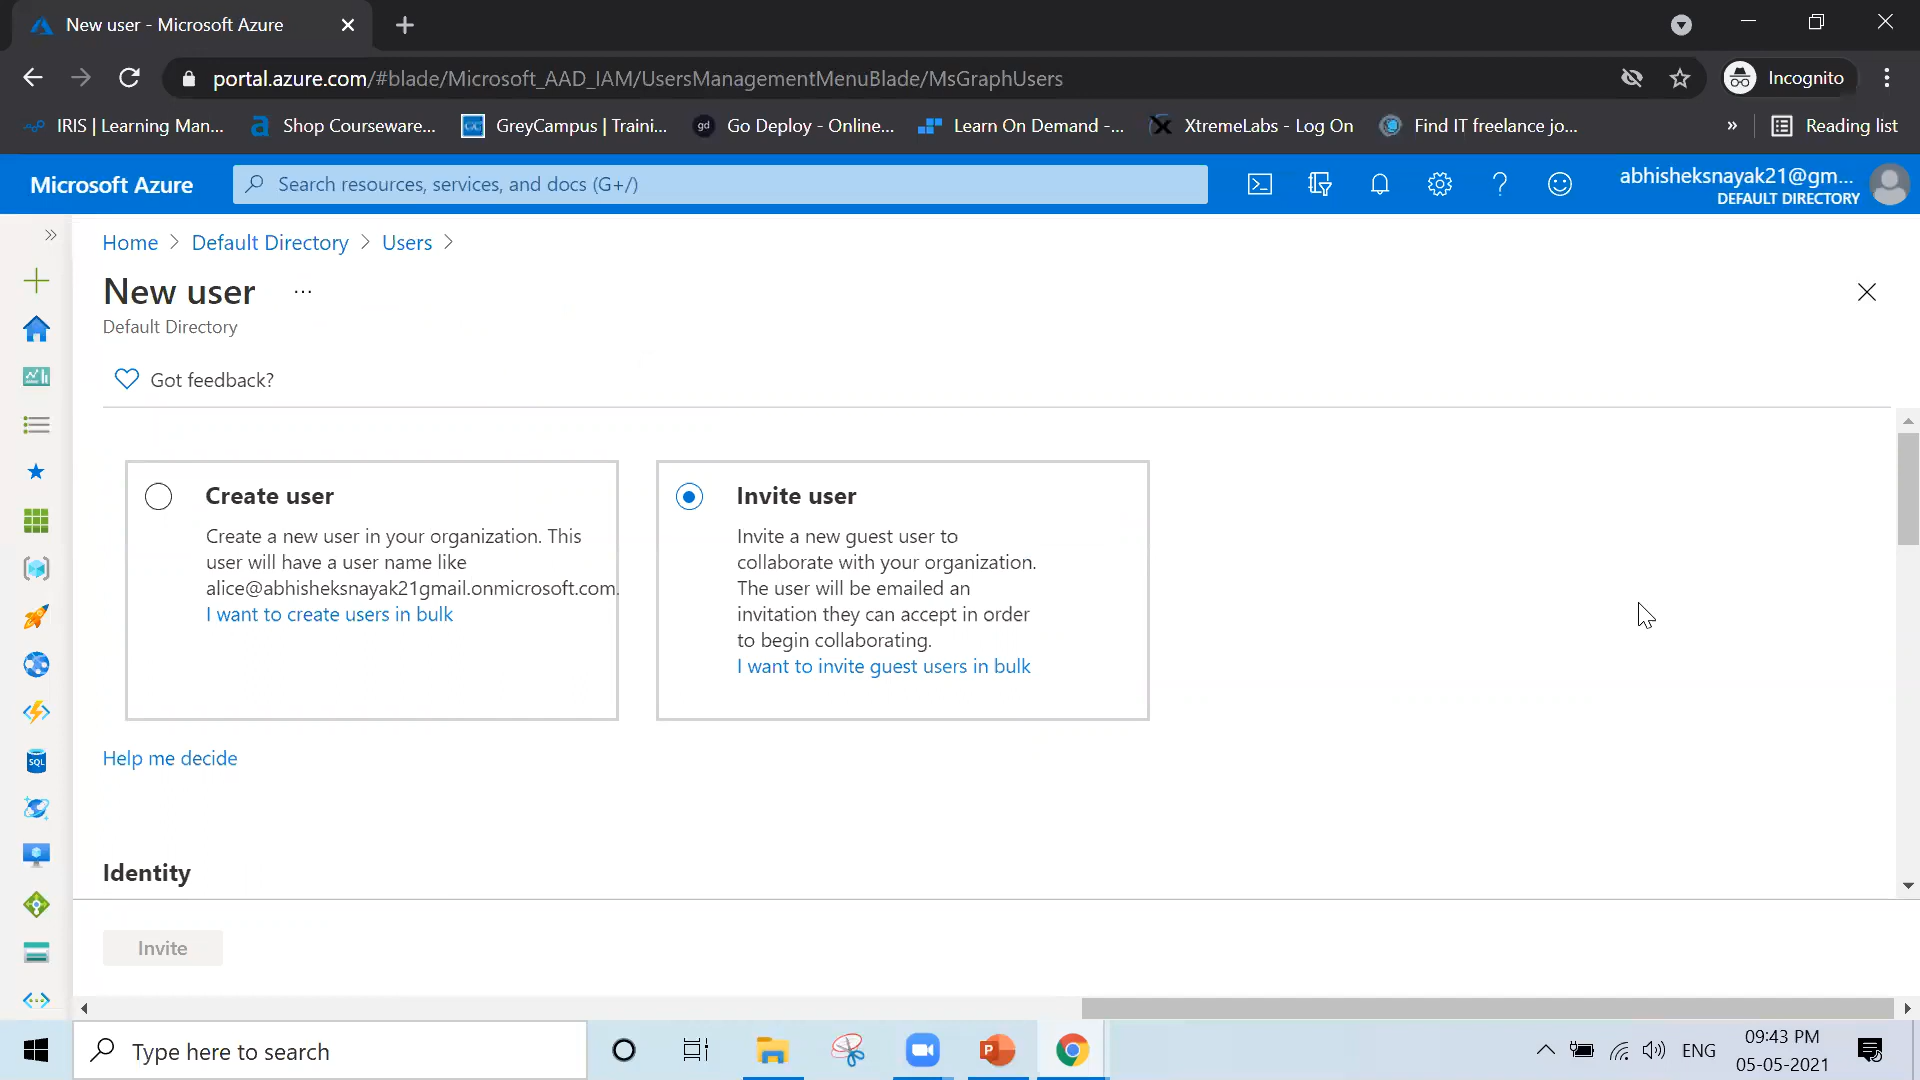 New user - Microsoft Azure
portal.azure.com/#blade/Microsoft_AAD_IAM/UsersManagementMenuBlade/MsGraphUsers
Incognito
IRIS | Learning Man...
Shop Courseware...
GreyCampus | Traini...
gd
Go Deploy - Online...
Learn On Demand -...
XtremeLabs - Log On
Find IT freelance jo...
»
Reading list
Microsoft Azure
Search resources, services, and docs (G+/)
abhisheksnayak21@gm...
DEFAULT DIRECTORY
Home > Default Directory > Users >
New user
...
Default Directory
Got feedback?
Create user
Create a new user in your organization. This
user will have a user name like
alice@abhisheksnayak21gmail.onmicrosoft.com.
I want to create users in bulk
Invite user
Invite a new guest user to
collaborate with your organization.
The user will be emailed an
invitation they can accept in order
to begin collaborating.
I want to invite guest users in bulk
Help me decide
Identity
Invite
SQL
Type here to search
ENG
09:43 PM
05-05-2021